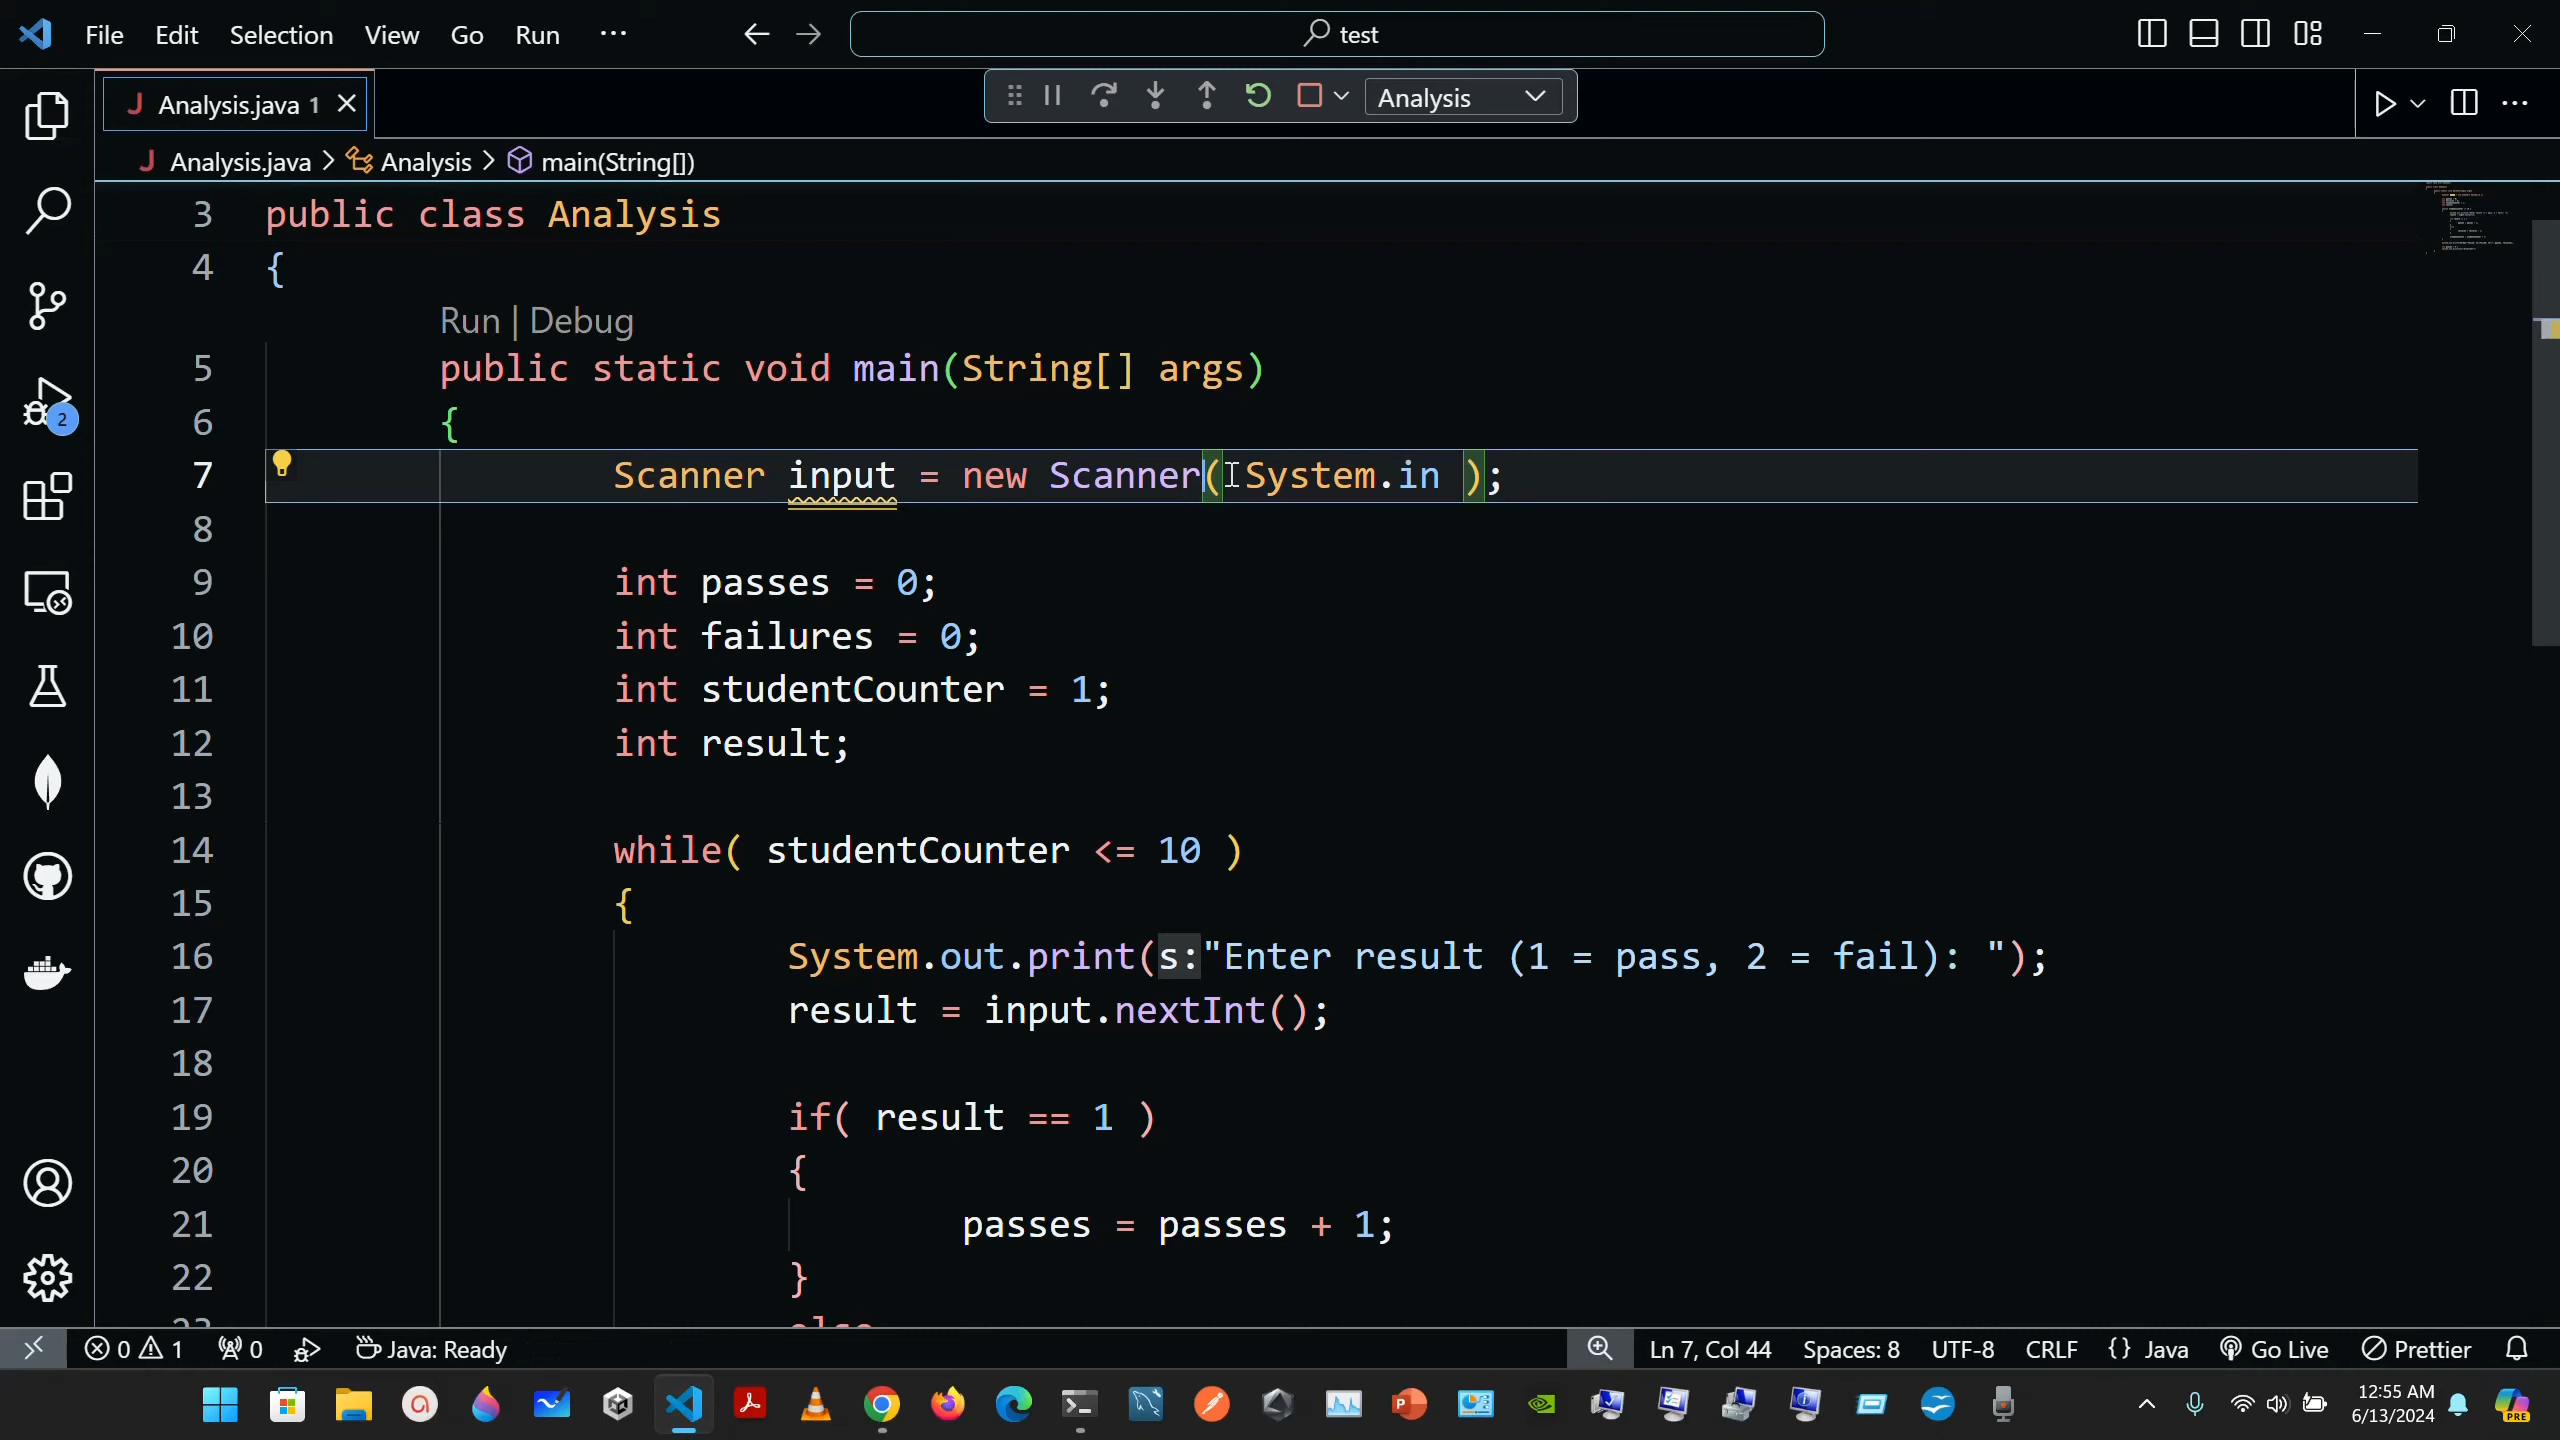 File Edit Selection View Go Run ··· test
Analysis.java 1
Analysis
Analysis.java > Analysis > main(String[])
3 public class Analysis
4 {
Run | Debug
5 public static void main(String[] args)
6 {
7 Scanner input = new Scanner( System.in );
8
9 int passes = 0;
10 int failures = 0;
11 int studentCounter = 1;
12 int result;
13
14 while( studentCounter <= 10 )
15 {
16 System.out.print(s:"Enter result (1 = pass, 2 = fail): ");
17 result = input.nextInt();
18
19 if( result == 1 )
20 {
21 passes = passes + 1;
22 }
23 else
2
0 1 0 Java: Ready Ln 7, Col 44 Spaces: 8 UTF-8 CRLF {} Java Go Live Prettier
12:55 AM
6/13/2024
PRE